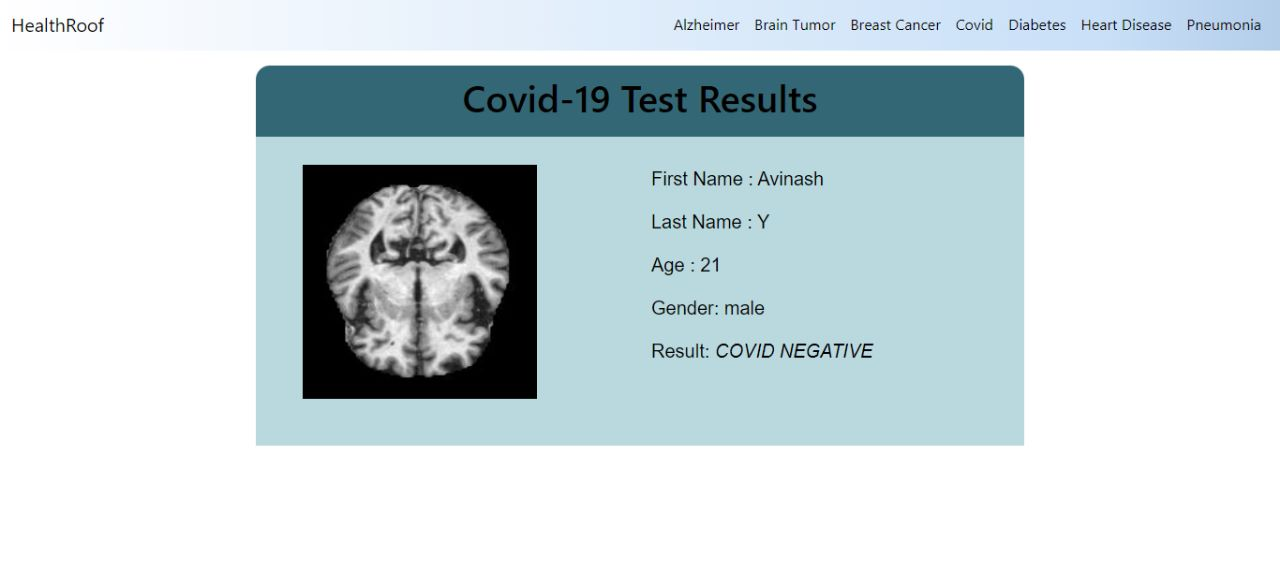 HealthRoof
Alzheimer Brain Tumor Breast Cancer Covid Diabetes Heart Disease Pneumonia
Covid-19 Test Results
First Name : Avinash
Last Name : Y
Age : 21
Gender: male
Result: COVID NEGATIVE